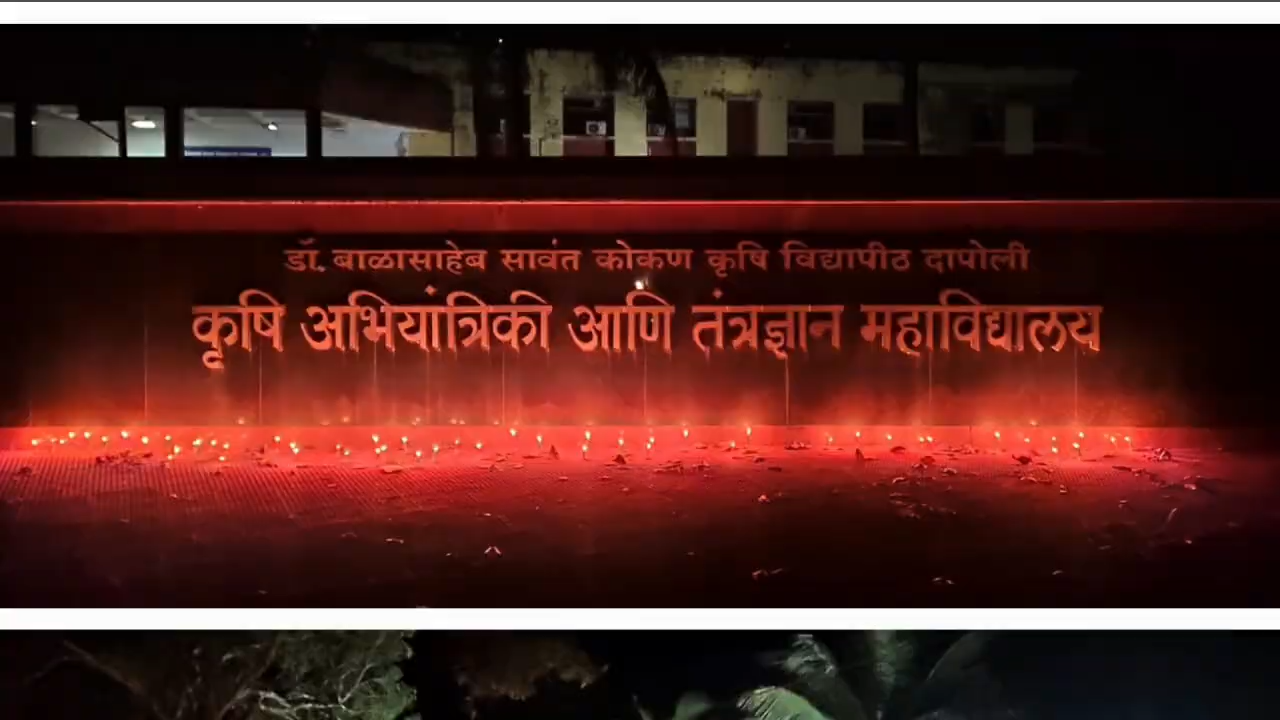 डॉ. बाळासाहेब सावंत कोकण कृषि विद्यापीठ दापोली
कृषि अभियांत्रिकी आणि तंत्रज्ञान महाविद्यालय